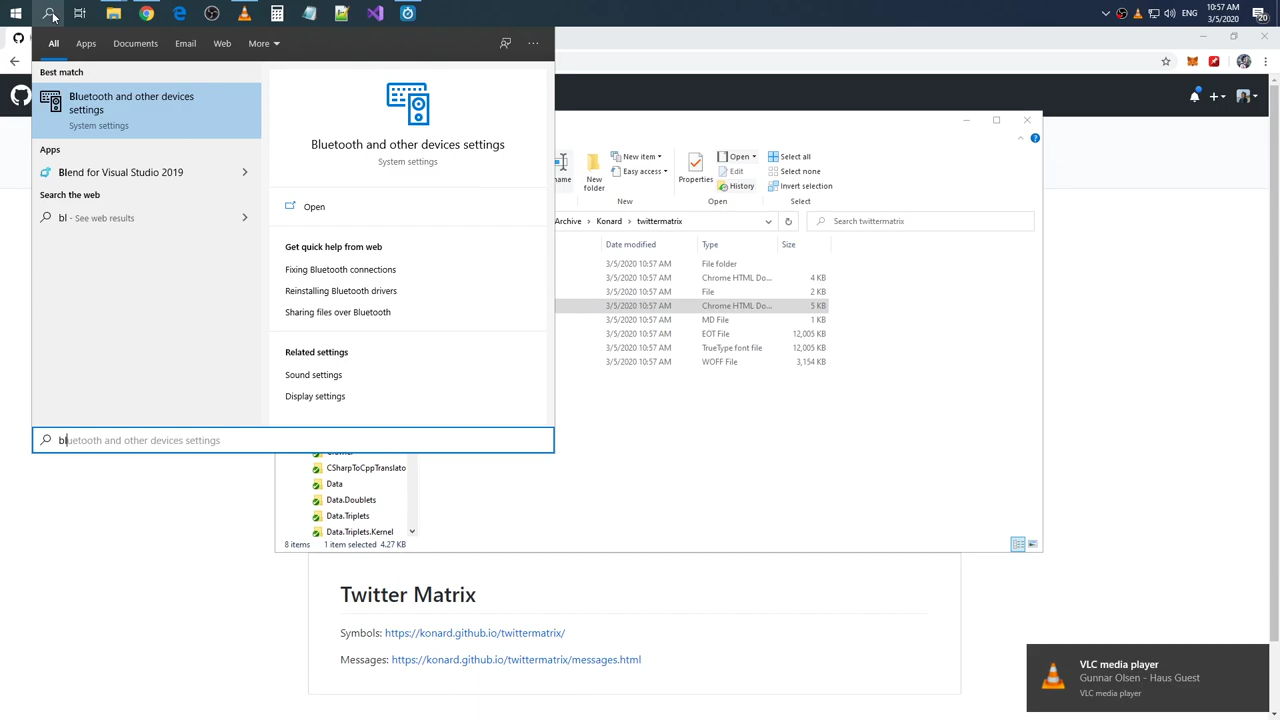 ENG
10:57 AM
3/5/2020
20
All
Apps
Documents
Email
Web
More
Best match
Bluetooth and other devices
settings
System settings
Apps
Blend for Visual Studio 2019
Search the web
bl - See web results
Bluetooth and other devices settings
System settings
Open
Get quick help from web
Fixing Bluetooth connections
Reinstalling Bluetooth drivers
Sharing files over Bluetooth
Related settings
Sound settings
Display settings
bluetooth and other devices settings
New
folder
New item
Easy access
New
Properties
Open
Edit
History
Open
Select all
Select none
Invert selection
Select
Archive
Konard
twittermatrix
Search twittermatrix
Date modified
Type
Size
3/5/2020 10:57 AM
File folder
3/5/2020 10:57 AM
Chrome HTML Do...
4 KB
3/5/2020 10:57 AM
File
2 KB
3/5/2020 10:57 AM
Chrome HTML Do...
5 KB
3/5/2020 10:57 AM
MD File
1 KB
3/5/2020 10:57 AM
EOT File
12,005 KB
3/5/2020 10:57 AM
TrueType font file
12,005 KB
3/5/2020 10:57 AM
WOFF File
3,154 KB
CSharpToCppTranslato
Data
Data.Doublets
Data.Triplets
Data.Triplets.Kernel
8 items
1 item selected 4.27 KB
Twitter Matrix
Symbols: https://konard.github.io/twittermatrix/
Messages: https://konard.github.io/twittermatrix/messages.html
VLC media player
Gunnar Olsen - Haus Guest
VLC media player